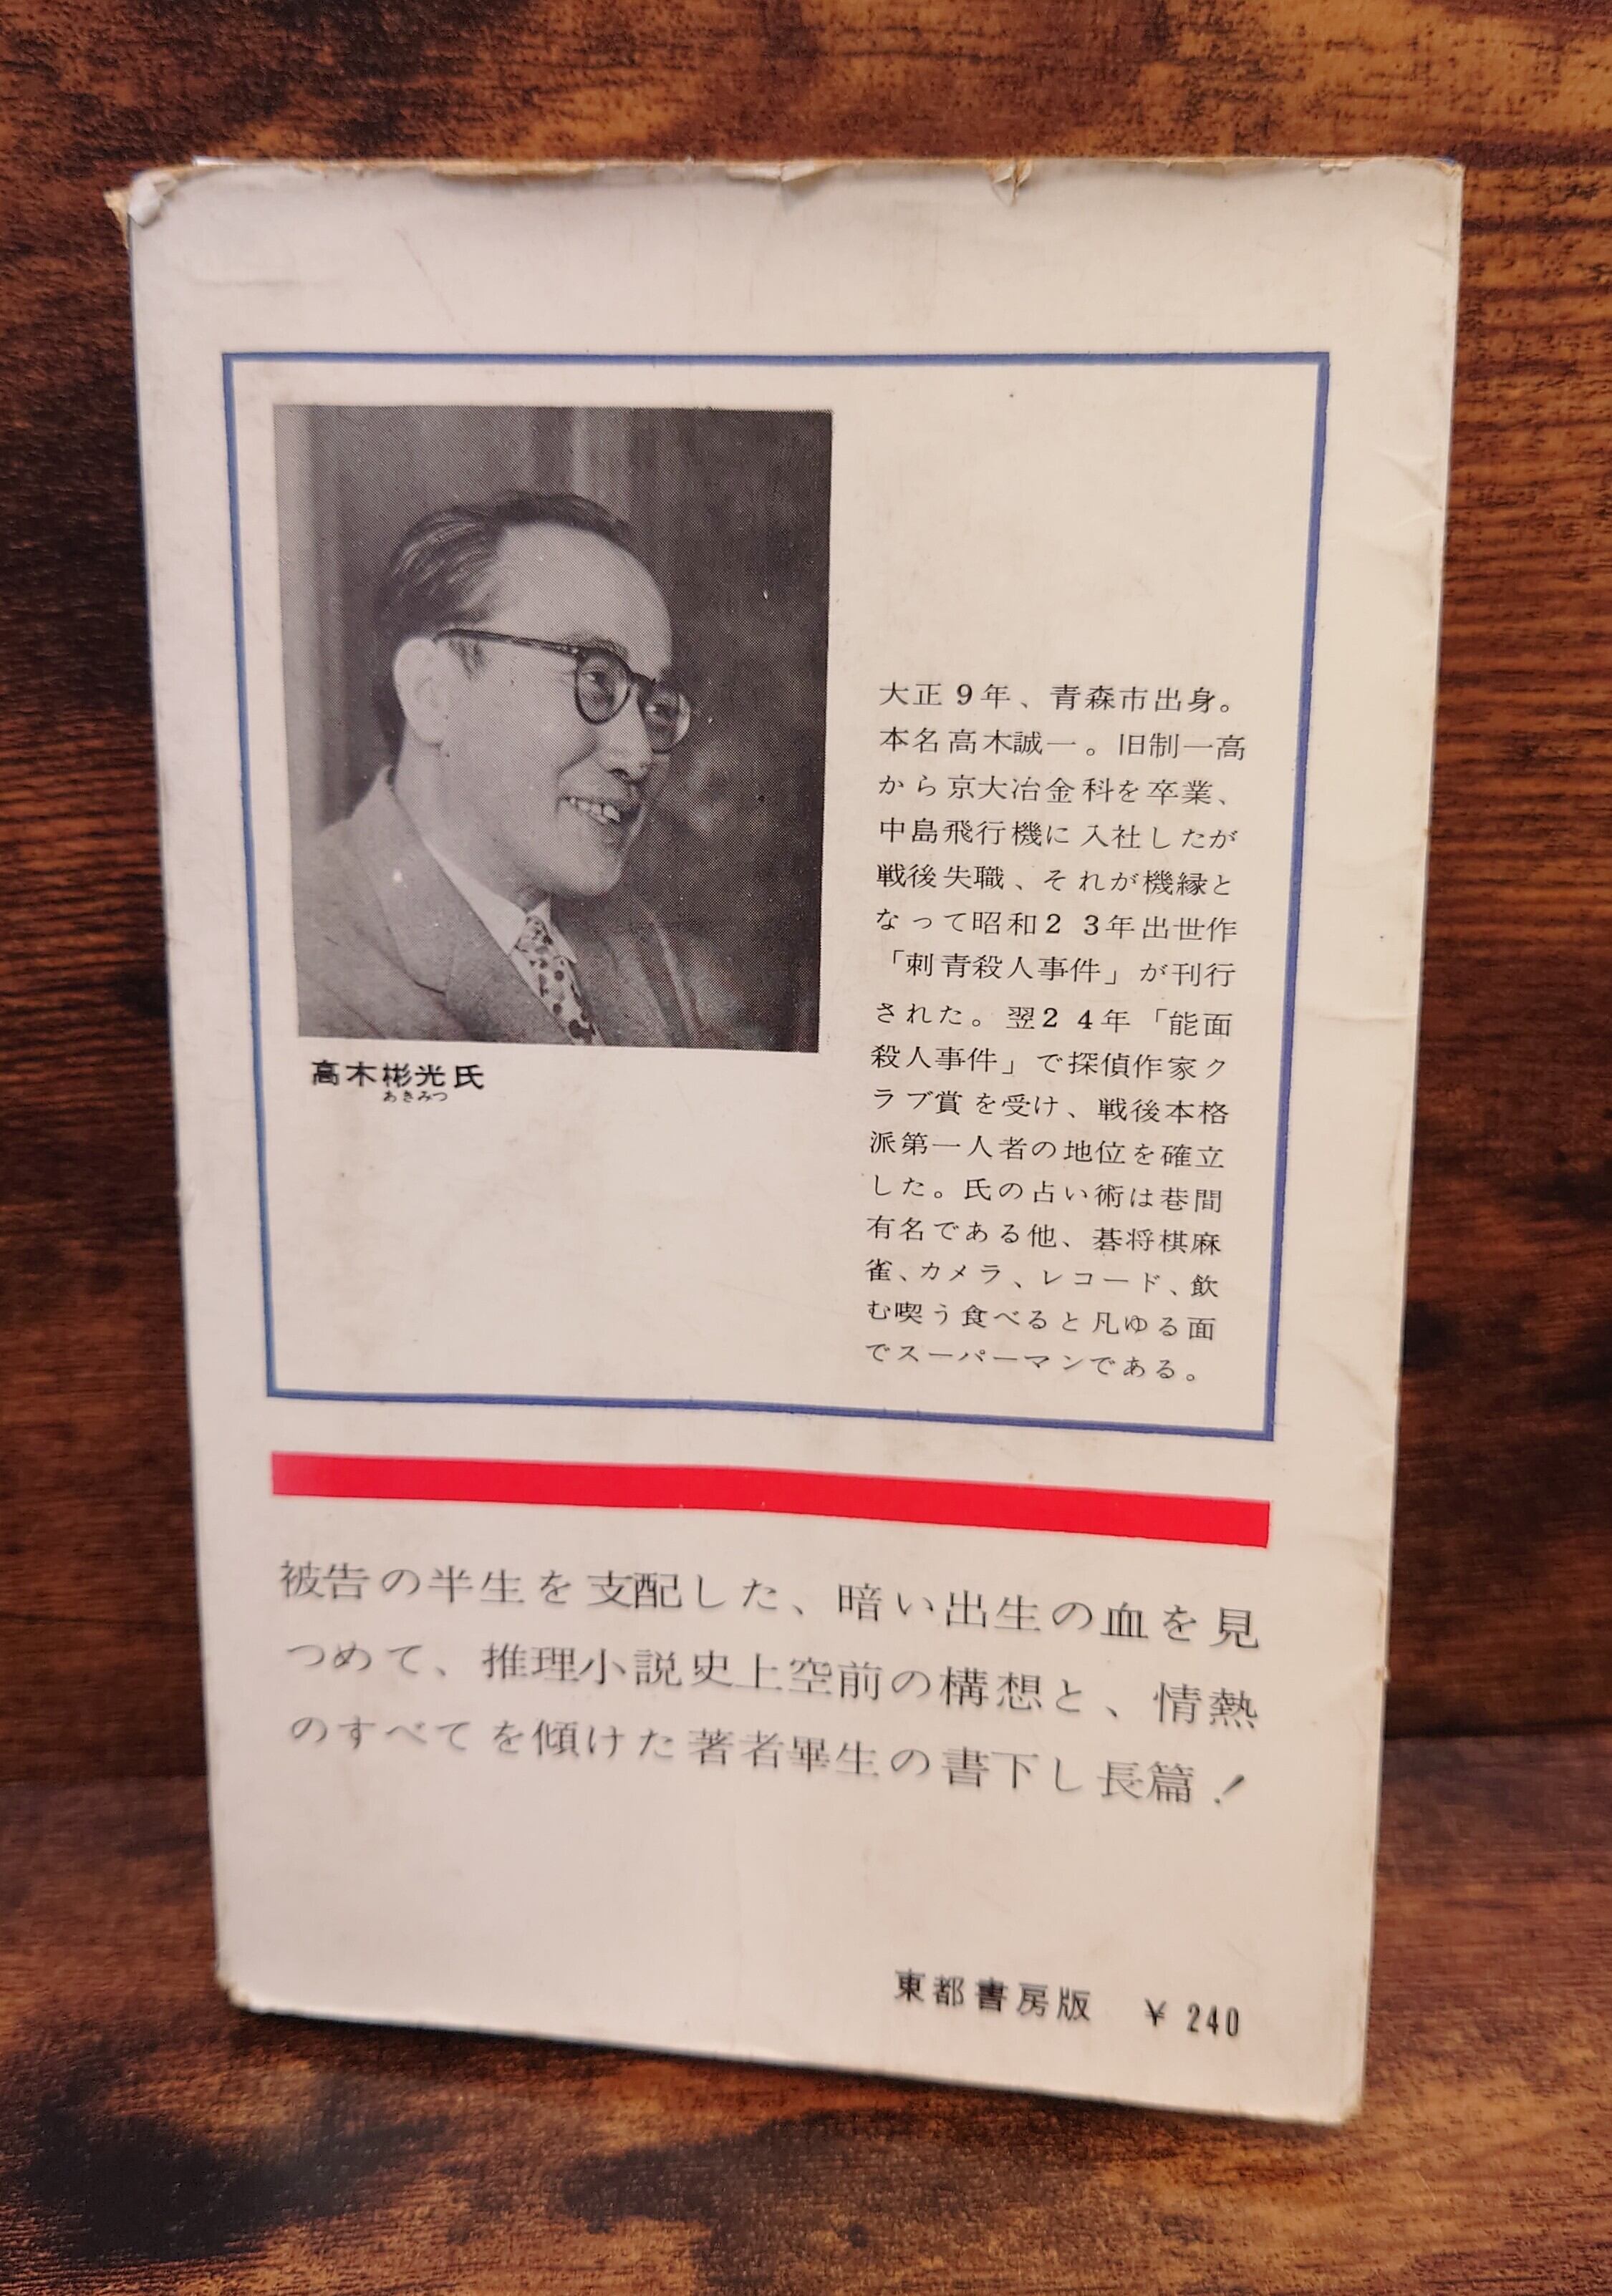 高木彬光氏
あきみつ
大正9年、青森市出身。
本名高木誠一。旧制一高
から京大冶金科を卒業、
中島飛行機に入社したが
戦後失職、それが機縁と
なって昭和23年出世作
「刺青殺人事件」が刊行
された。翌24年「能面
殺人事件」で探偵作家ク
ラブ賞を受け、戦後本格
派第一人者の地位を確立
した。氏の占い術は巷間
有名である他、碁将棋麻
雀、カメラ、レコード、飲
む喫う食べると凡ゆる面
でスーパーマンである。
被告の半生を支配した、暗い出生の血を見
つめて、推理小説史上空前の構想と、情熱
のすべてを傾けた著者畢生の書下し長篇！
東都書房版 ¥ 240